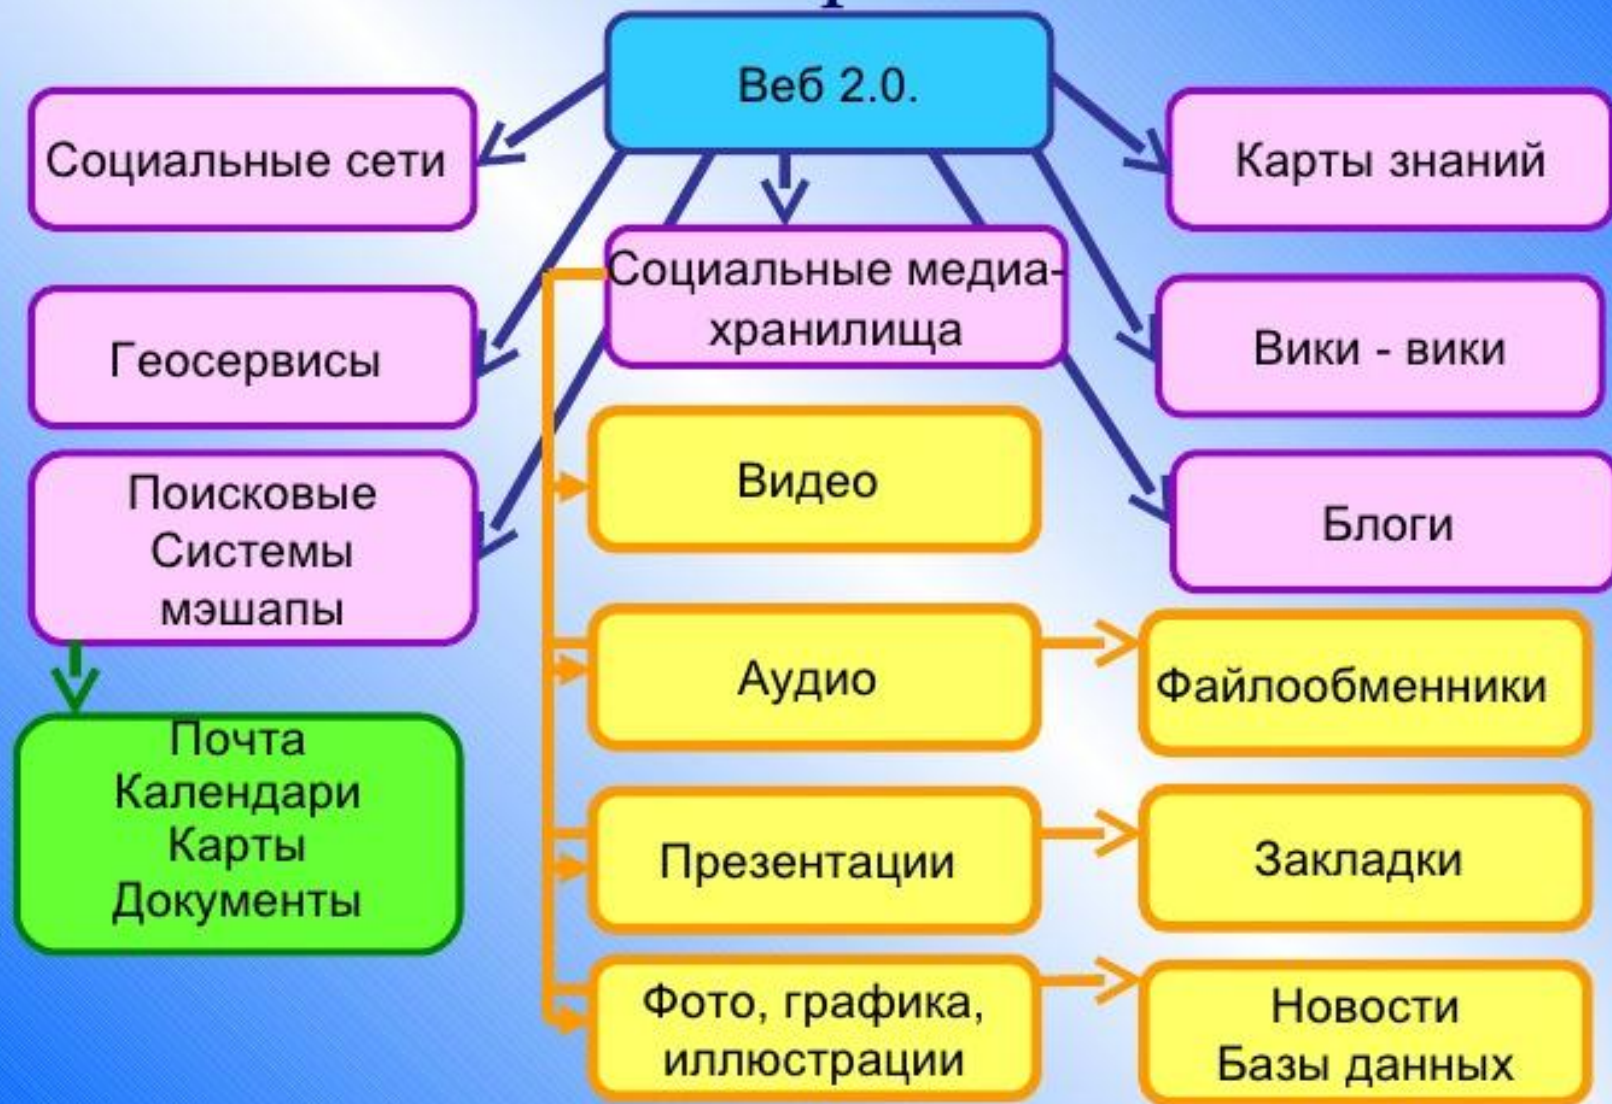 Веб 2.0.
Социальные сети
Карты знаний
Социальные медиа-
хранилища
Геосервисы
Вики - вики
Поисковые
Системы
мэшапы
Видео
Блоги
Аудио
Файлообменники
Почта
Календари
Карты
Документы
Презентации
Закладки
Фото, графика,
иллюстрации
Новости
Базы данных